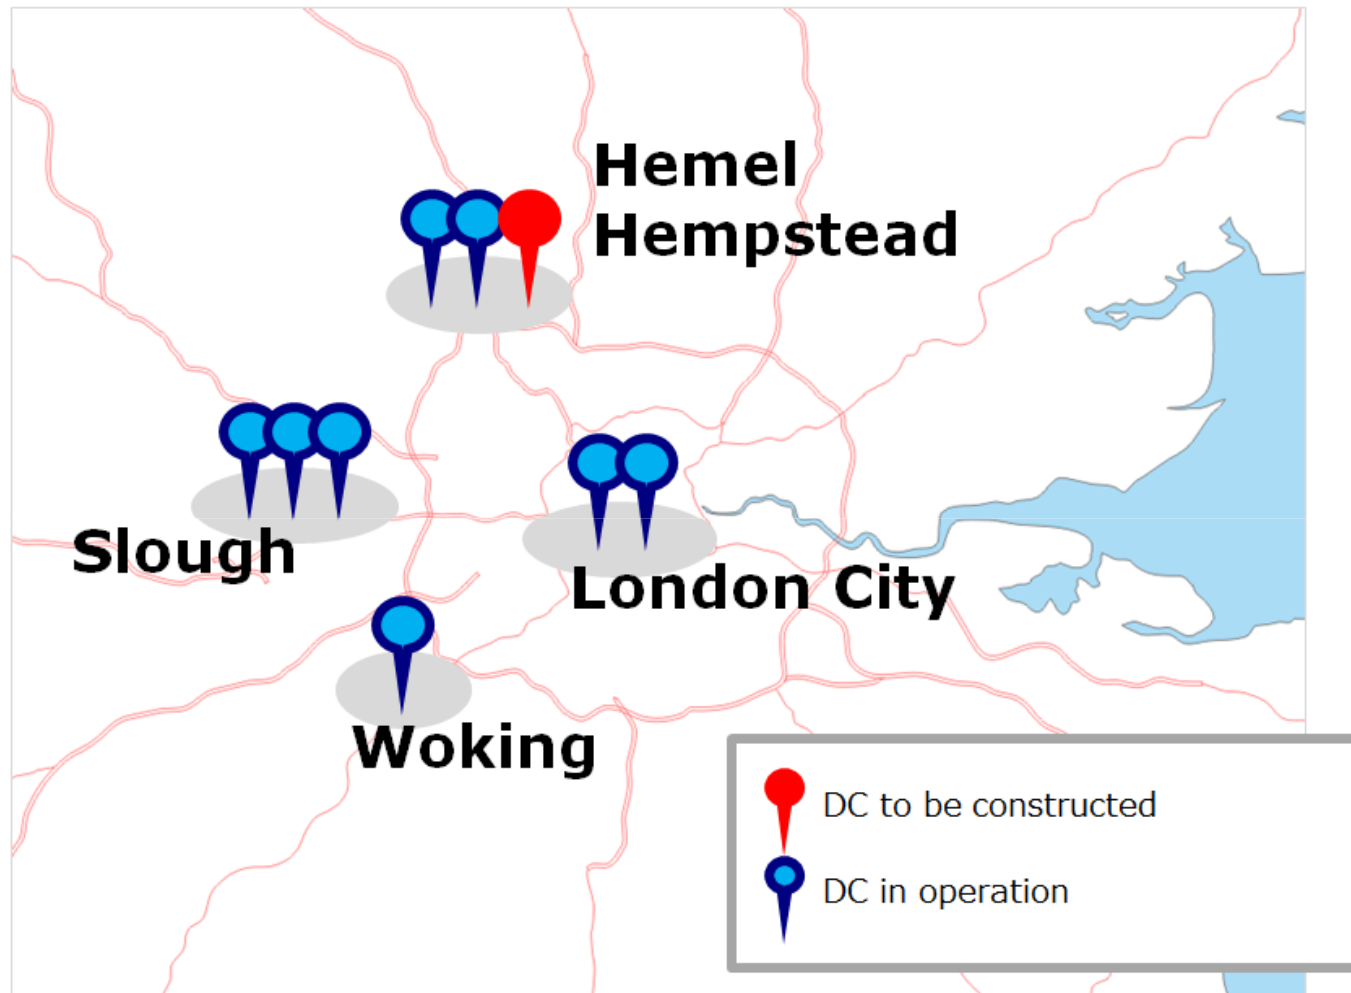 Hemel
Hempstead
Slough
London City
Woking
DC to be constructed
DC in operation